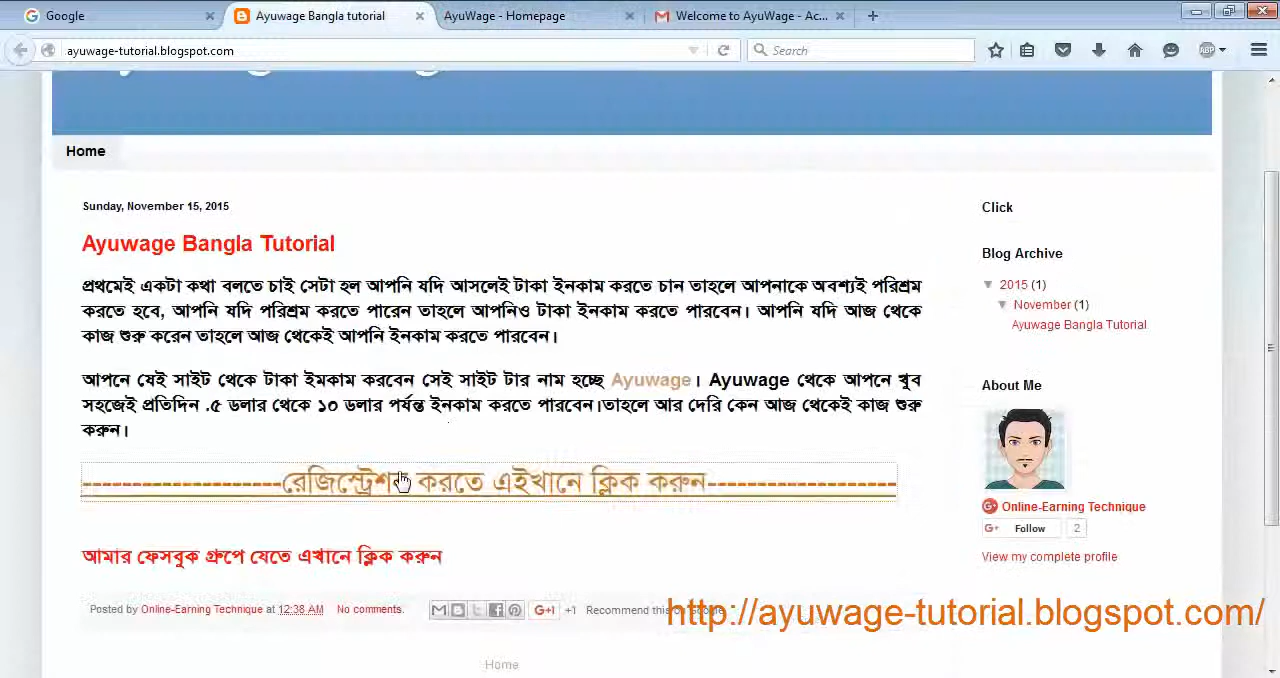 Google
Ayuwage Bangla tutorial
AyuWage - Homepage
Welcome to AyuWage - Ac...
ayuwage-tutorial.blogspot.com
Search
ABP
Home
Sunday, November 15, 2015
Ayuwage Bangla Tutorial
প্রথমেই একটা কথা বলতে চাই সেটা হল আপনি যদি আসলেই টাকা ইনকাম করতে চান তাহলে আপনাকে অবশ্যই পরিশ্রম
করতে হবে, আপনি যদি পরিশ্রম করতে পারেন তাহলে আপনিও টাকা ইনকাম করতে পারবেন। আপনি যদি আজ থেকে
কাজ শুরু করেন তাহলে আজ থেকেই আপনি ইনকাম করতে পারবেন।
আপনে যেই সাইট থেকে টাকা ইমকাম করবেন সেই সাইট টার নাম হচ্ছে Ayuwage। Ayuwage থেকে আপনে খুব
সহজেই প্রতিদিন .৫ ডলার থেকে ১০ ডলার পর্যন্ত ইনকাম করতে পারবেন।তাহলে আর দেরি কেন আজ থেকেই কাজ শুরু
করুন।
--------------------রেজিস্ট্রেশন করতে এইখানে ক্লিক করুন-------------------
আমার ফেসবুক গ্রুপে যেতে এখানে ক্লিক করুন
Posted by Online-Earning Technique at 12:38 AM No comments:
G+1 +1 Recommend this on Google
Home
Click
Blog Archive
▼ 2015 (1)
▼ November (1)
Ayuwage Bangla Tutorial
About Me
Online-Earning Technique
G+ Follow 2
View my complete profile
http://ayuwage-tutorial.blogspot.com/